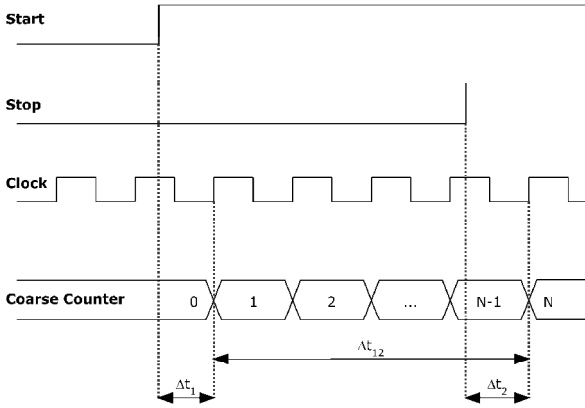 Start
Stop
Clock
Coarse Counter 0 1 2 ... N-1 N
Δt12
Δt1 Δt2